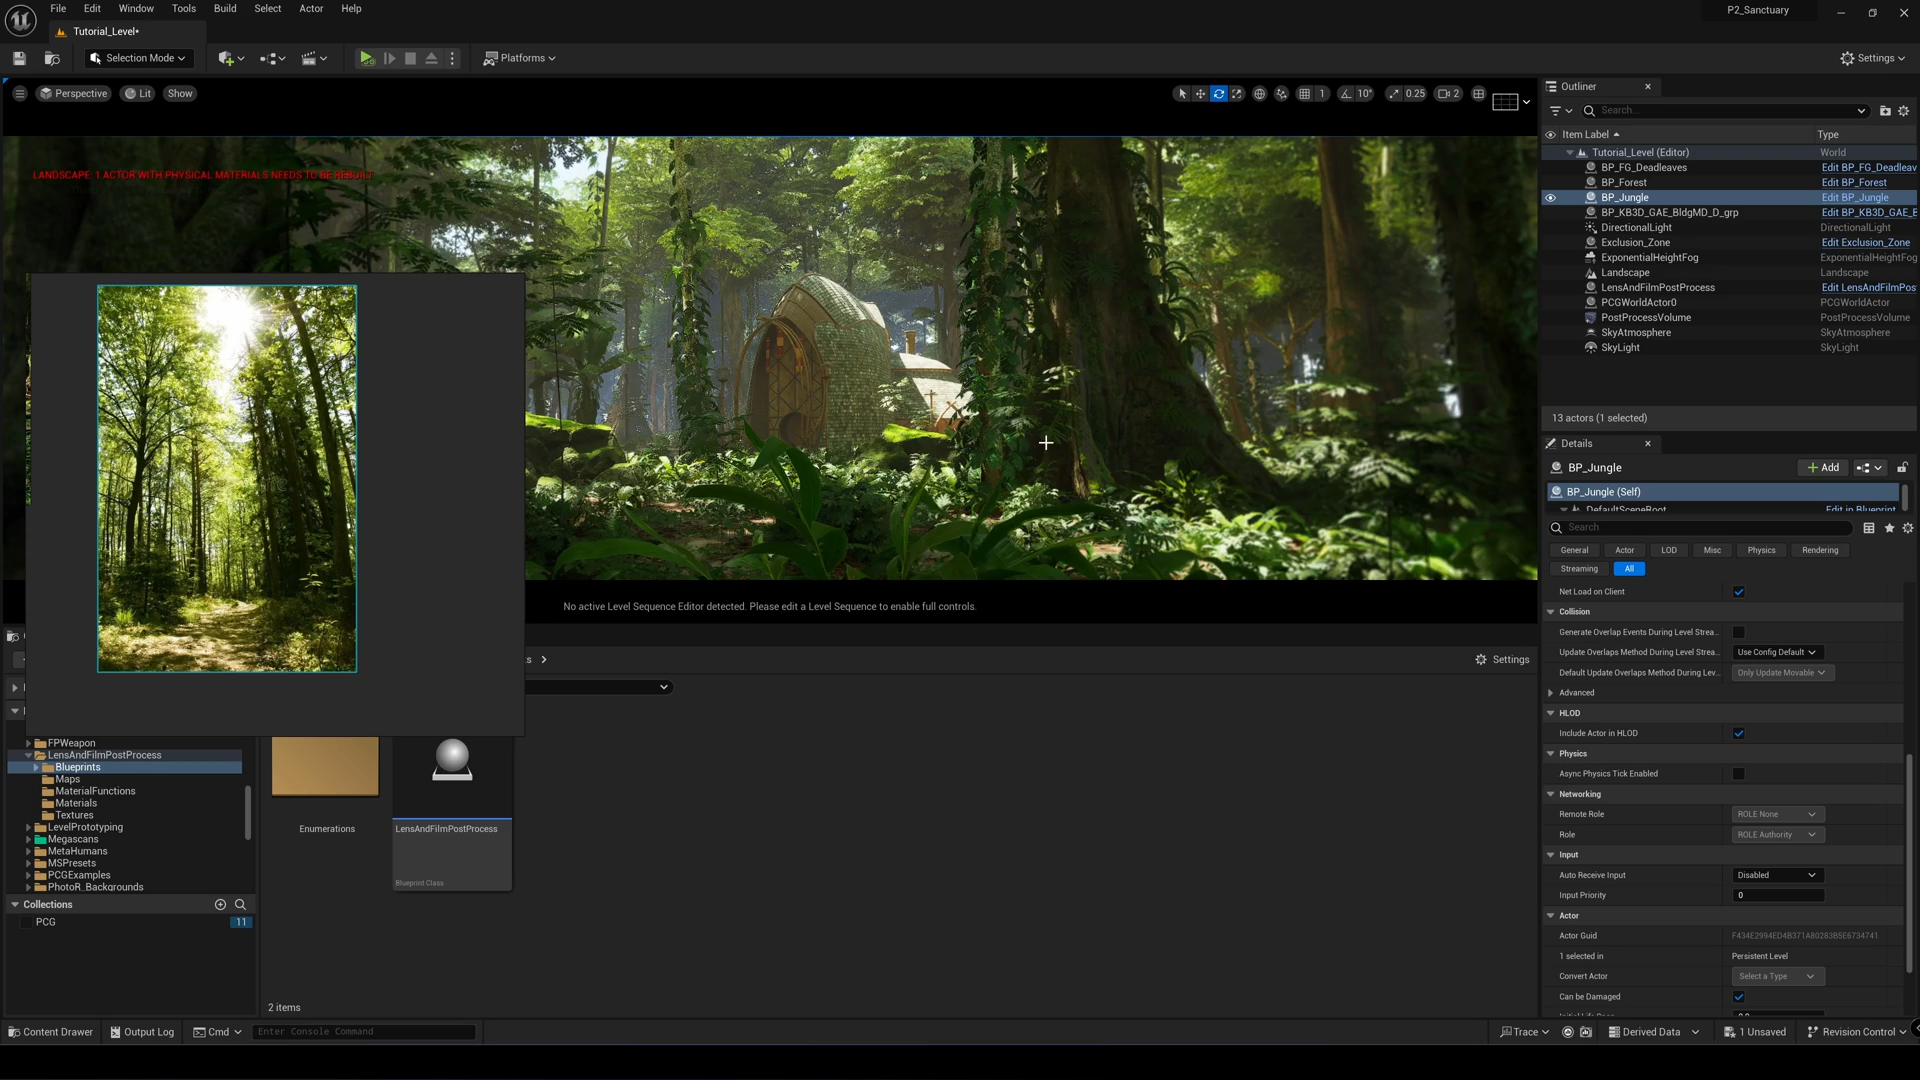 File Edit Window Tools Build Select Actor Help
P2_Sanctuary
Tutorial_Level*
Selection Mode
Platforms
Settings
Perspective
Lit
Show
1
10°
0.25
2
LANDSCAPE: 1 ACTOR WITH PHYSICAL MATERIALS NEEDS TO BE REBUILT
No active Level Sequence Editor detected. Please edit a Level Sequence to enable full controls.
Outliner
Search...
Item Label Type
Tutorial_Level (Editor) World
BP_FG_Deadleaves Edit BP_FG_Deadleav
BP_Forest Edit BP_Forest
BP_Jungle Edit BP_Jungle
BP_KB3D_GAE_BldgMD_D_grp Edit BP_KB3D_GAE_E
DirectionalLight DirectionalLight
Exclusion_Zone Edit Exclusion_Zone
ExponentialHeightFog ExponentialHeightFog
Landscape Landscape
LensAndFilmPostProcess Edit LensAndFilmPos
PCGWorldActor0 PCGWorldActor
PostProcessVolume PostProcessVolume
SkyAtmosphere SkyAtmosphere
SkyLight SkyLight
13 actors (1 selected)
Details
BP_Jungle
Add
BP_Jungle (Self)
DefaultSceneRoot Edit in Blueprint
Search
General Actor LOD Misc Physics Rendering
Streaming All
Net Load on Client
Collision
Generate Overlap Events During Level Strea...
Update Overlaps Method During Level Strea... Use Config Default
Default Update Overlaps Method During Lev... Only Update Movable
Advanced
HLOD
Include Actor in HLOD
Physics
Async Physics Tick Enabled
Networking
Remote Role ROLE None
Role ROLE Authority
Input
Auto Receive Input Disabled
Input Priority 0
Actor
Actor Guid F434E2994ED4B371A80283B5E6734741
1 selected in Persistent Level
Convert Actor Select a Type
Can be Damaged
Settings
FPWeapon
LensAndFilmPostProcess
Blueprints
Maps
MaterialFunctions
Materials
Textures
LevelPrototyping
Megascans
MetaHumans
MSPresets
PCGExamples
PhotoR_Backgrounds
Collections
PCG 11
Enumerations
LensAndFilmPostProcess
Blueprint Class
2 items
Content Drawer
Output Log
Cmd
Enter Console Command
Trace
Derived Data
1 Unsaved
Revision Control